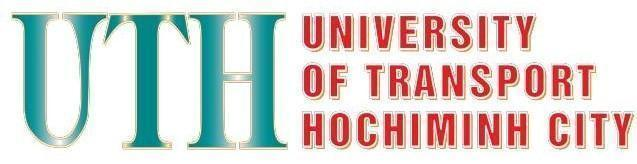 UTH
UNIVERSITY
OF TRANSPORT
HOCHIMINH CITY